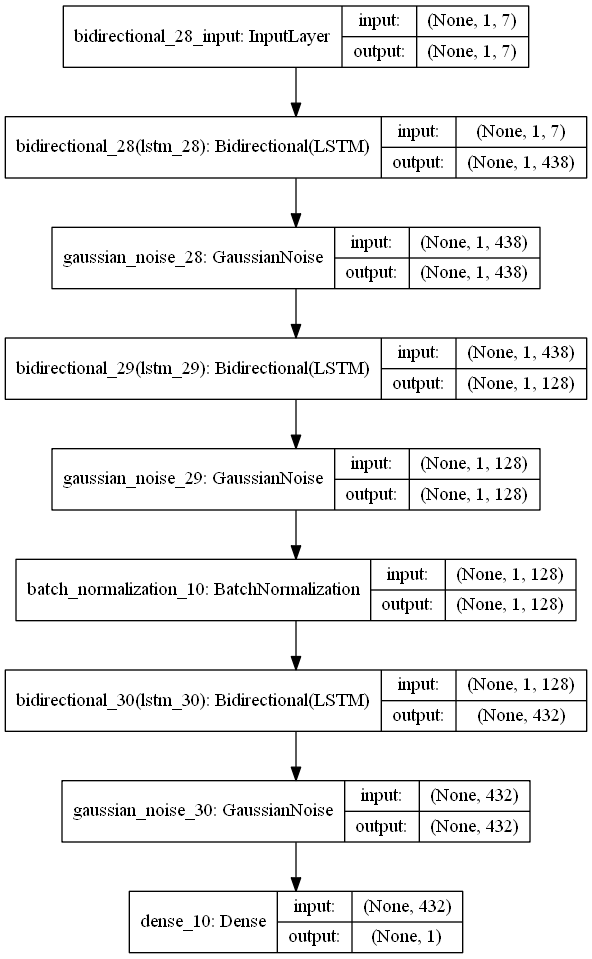 bidirectional_28_input: InputLayer
input: (None, 1, 7)
output: (None, 1, 7)
bidirectional_28(lstm_28): Bidirectional(LSTM)
input: (None, 1, 7)
output: (None, 1, 438)
gaussian_noise_28: GaussianNoise
input: (None, 1, 438)
output: (None, 1, 438)
bidirectional_29(lstm_29): Bidirectional(LSTM)
input: (None, 1, 438)
output: (None, 1, 128)
gaussian_noise_29: GaussianNoise
input: (None, 1, 128)
output: (None, 1, 128)
batch_normalization_10: BatchNormalization
input: (None, 1, 128)
output: (None, 1, 128)
bidirectional_30(lstm_30): Bidirectional(LSTM)
input: (None, 1, 128)
output: (None, 432)
gaussian_noise_30: GaussianNoise
input: (None, 432)
output: (None, 432)
dense_10: Dense
input: (None, 432)
output: (None, 1)